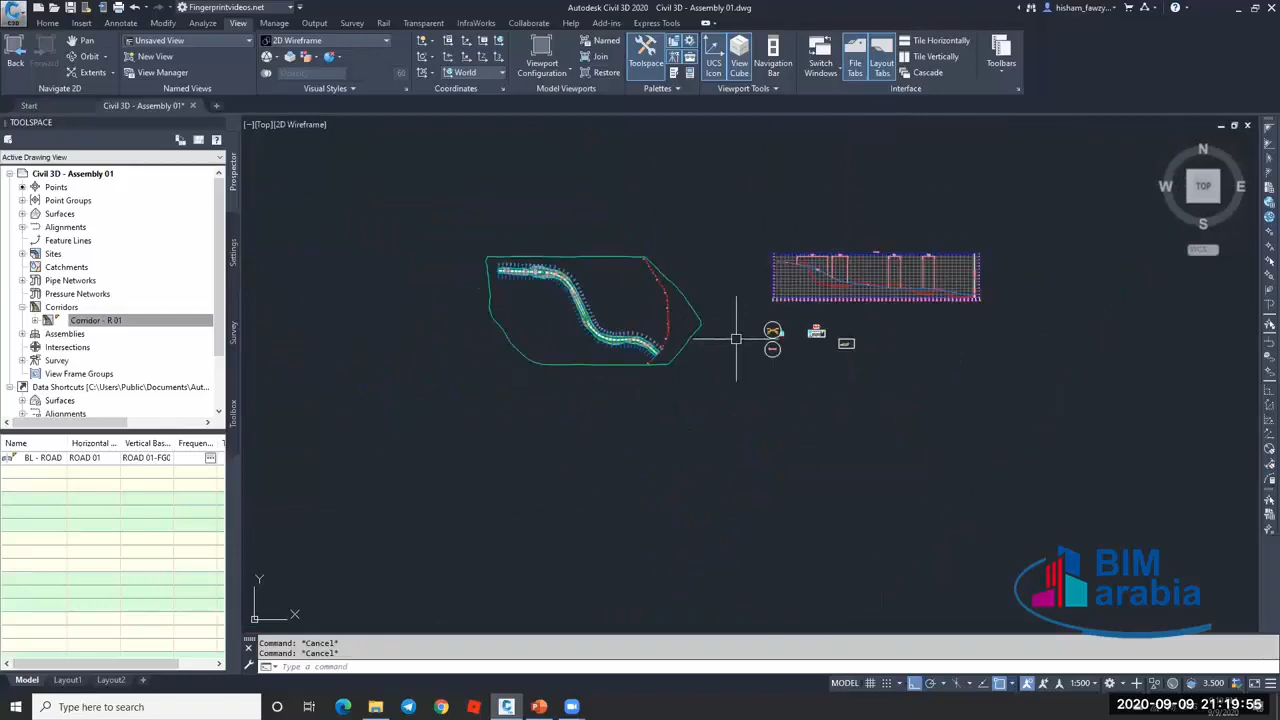 C3D
Fingerprintvideos.net
Autodesk Civil 3D 2020 Civil 3D - Assembly 01.dwg
hisham_fawzy...
Home Insert Annotate Modify Analyze View Manage Output Survey Rail Transparent InfraWorks Collaborate Help Add-ins Express Tools
Back
Forward
Pan
Orbit
Extents
Navigate 2D
Unsaved View
New View
View Manager
Named Views
2D Wireframe
Opacity 60
Visual Styles
World
Coordinates
Viewport
Configuration
Named
Join
Restore
Model Viewports
Toolspace
Palettes
UCS
Icon
View
Cube
Navigation
Bar
Viewport Tools
Switch
Windows
File
Tabs
Layout
Tabs
Tile Horizontally
Tile Vertically
Cascade
Interface
Toolbars
Start Civil 3D - Assembly 01*
TOOLSPACE
Active Drawing View
Civil 3D - Assembly 01
Points
Point Groups
Surfaces
Alignments
Feature Lines
Sites
Catchments
Pipe Networks
Pressure Networks
Corridors
Corridor - R 01
Assemblies
Intersections
Survey
View Frame Groups
Data Shortcuts [C:\Users\Public\Documents\Aut...
Surfaces
Alignments
Prospector
Settings
Survey
Toolbox
Name Horizontal ... Vertical Bas... Frequen...
BL - ROAD ROAD 01 ROAD 01-FG0
[−][Top][2D Wireframe]
N
W TOP E
S
WCS
Y
X
BIM
arabia
Command: *Cancel*
Command: *Cancel*
Type a command
Model Layout1 Layout2 +
MODEL 1:500 3.500
Type here to search
2020-09-09 21:19:55